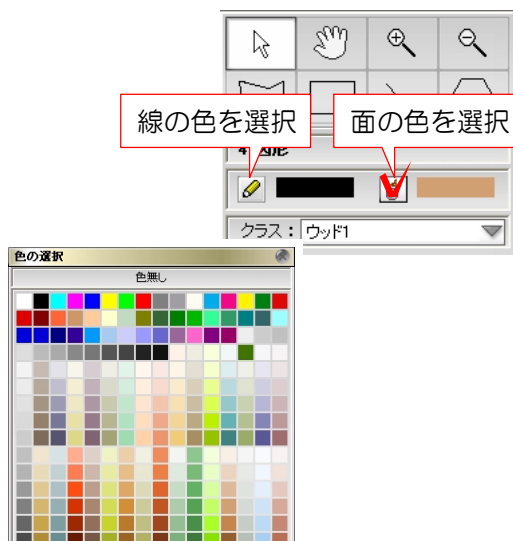 線の色を選択
面の色を選択
クラス：ウッド1
色の選択
色無し